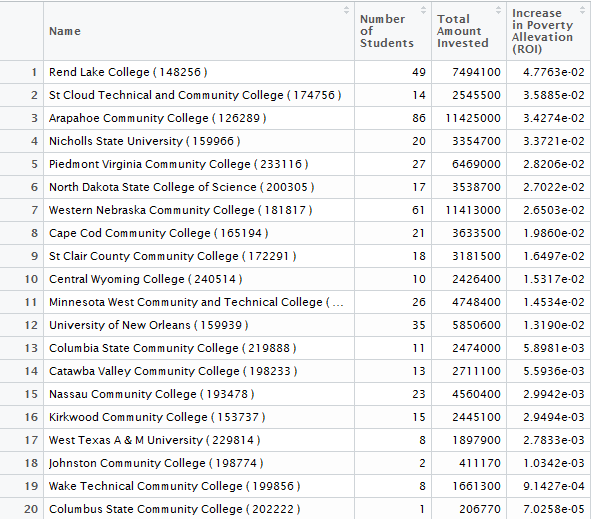 Name Number of Students Total Amount Invested Increase in Poverty Allevation (ROI)
1 Rend Lake College ( 148256 ) 49 7494100 4.7763e-02
2 St Cloud Technical and Community College ( 174756 ) 14 2545500 3.5885e-02
3 Arapahoe Community College ( 126289 ) 86 11425000 3.4274e-02
4 Nicholls State University ( 159966 ) 20 3354700 3.3721e-02
5 Piedmont Virginia Community College ( 233116 ) 27 6469000 2.8206e-02
6 North Dakota State College of Science ( 200305 ) 17 3538700 2.7022e-02
7 Western Nebraska Community College ( 181817 ) 61 11413000 2.6503e-02
8 Cape Cod Community College ( 165194 ) 21 3633500 1.9860e-02
9 St Clair County Community College ( 172291 ) 18 3181500 1.6497e-02
10 Central Wyoming College ( 240514 ) 10 2426400 1.5317e-02
11 Minnesota West Community and Technical College ( ... 26 4748400 1.4534e-02
12 University of New Orleans ( 159939 ) 35 5850600 1.3190e-02
13 Columbia State Community College ( 219888 ) 11 2474000 5.8981e-03
14 Catawba Valley Community College ( 198233 ) 13 2711100 5.5936e-03
15 Nassau Community College ( 193478 ) 23 4560400 2.9942e-03
16 Kirkwood Community College ( 153737 ) 15 2445100 2.9494e-03
17 West Texas A & M University ( 229814 ) 8 1897900 2.7833e-03
18 Johnston Community College ( 198774 ) 2 411170 1.0342e-03
19 Wake Technical Community College ( 199856 ) 8 1661300 9.1427e-04
20 Columbus State Community College ( 202222 ) 1 206770 7.0258e-05